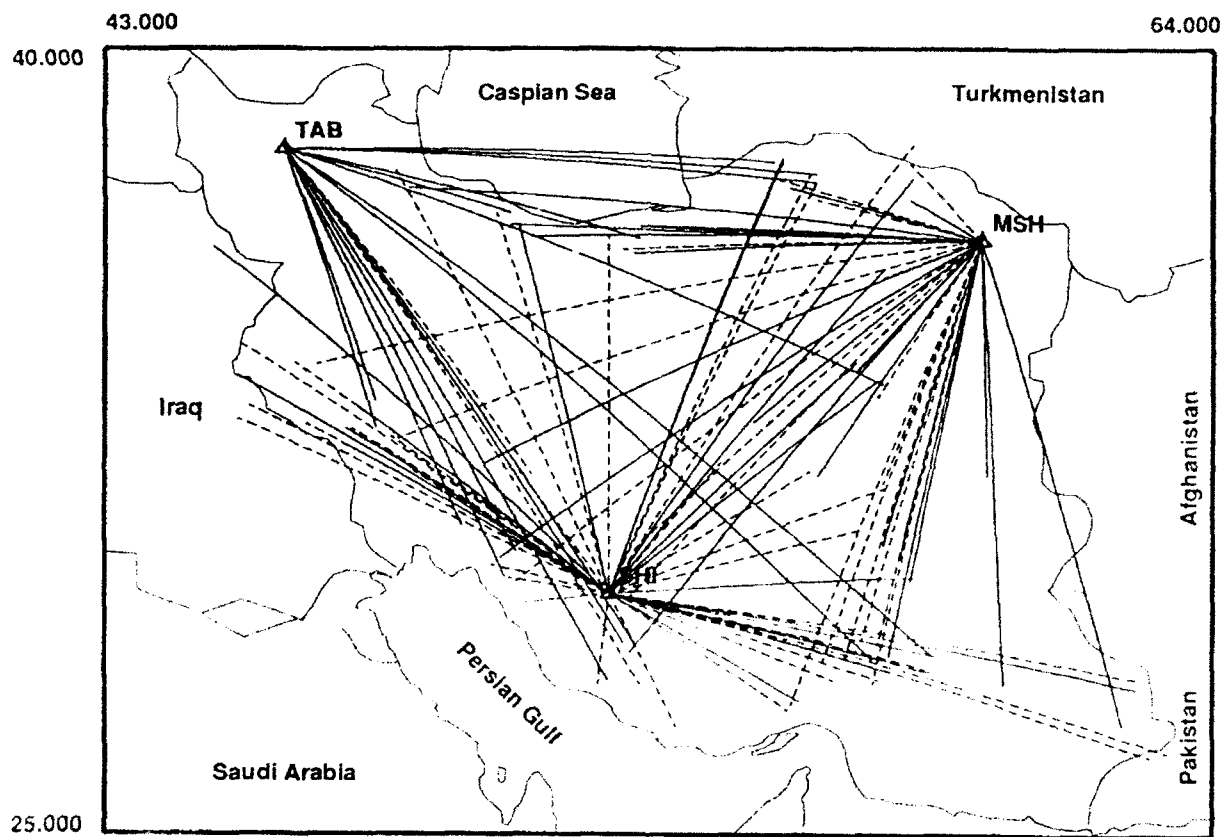 43.000
64.000
40.000
Caspian Sea
Turkmenistan
TAB
MSH
Iraq
Afghanistan
Persian Gulf
Pakistan
Saudi Arabia
25.000